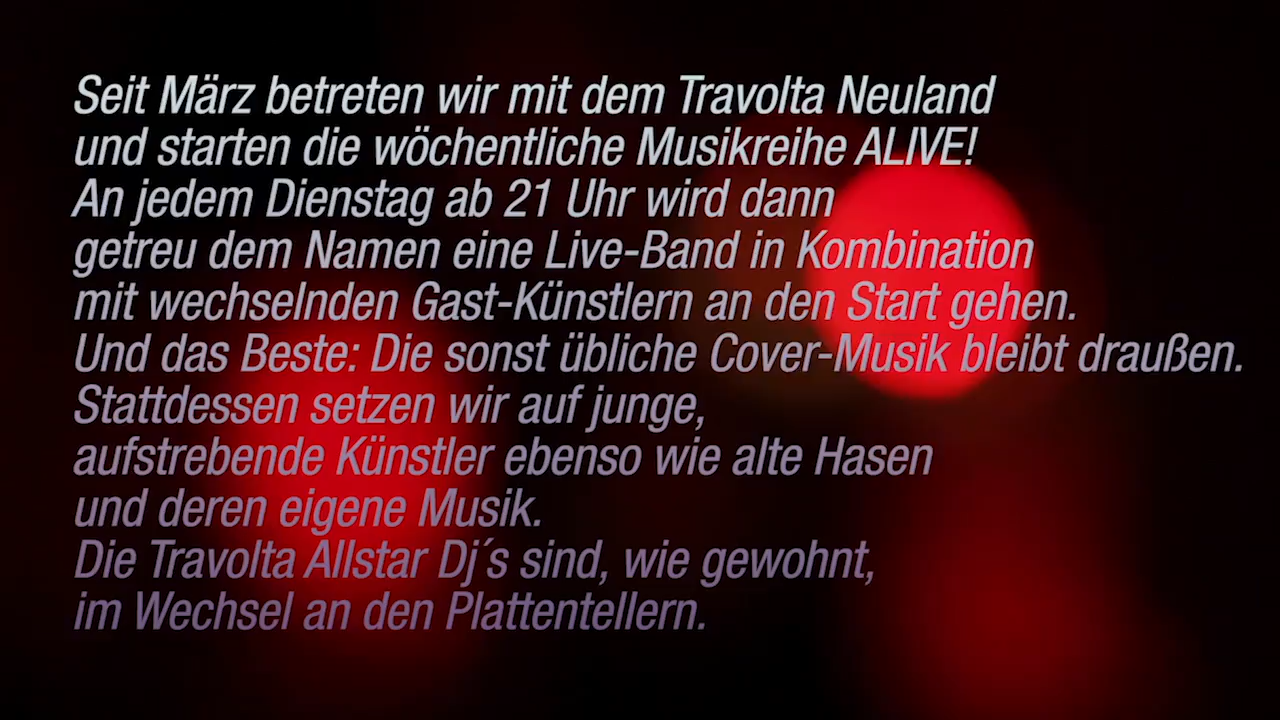 Seit März betreten wir mit dem Travolta Neuland
und starten die wöchentliche Musikreihe ALIVE!
An jedem Dienstag ab 21 Uhr wird dann
getreu dem Namen eine Live-Band in Kombination
mit wechselnden Gast-Künstlern an den Start gehen.
Und das Beste: Die sonst übliche Cover-Musik bleibt draußen.
Stattdessen setzen wir auf junge,
aufstrebende Künstler ebenso wie alte Hasen
und deren eigene Musik.
Die Travolta Allstar Dj´s sind, wie gewohnt,
im Wechsel an den Plattentellern.